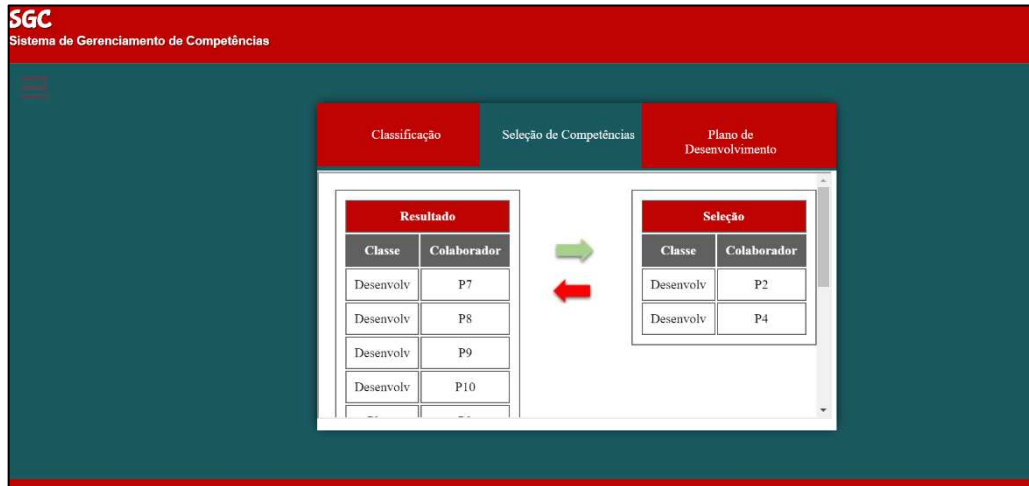 SGC
Sistema de Gerenciamento de Competências
Classificação
Seleção de Competências
Plano de
Desenvolvimento
Resultado
Classe Colaborador
Desenvolv P7
Desenvolv P8
Desenvolv P9
Desenvolv P10
Seleção
Classe Colaborador
Desenvolv P2
Desenvolv P4